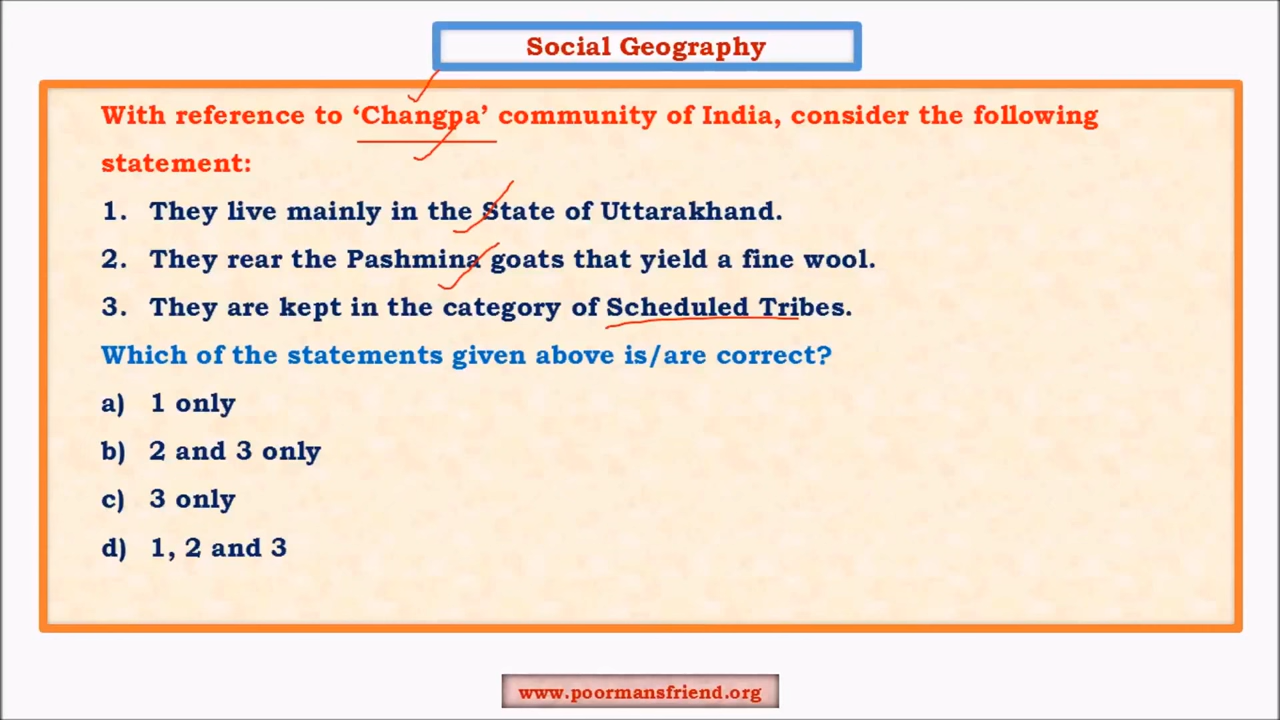 Social Geography
With reference to ‘Changpa’ community of India, consider the following
statement:
1. They live mainly in the State of Uttarakhand.
2. They rear the Pashmina goats that yield a fine wool.
3. They are kept in the category of Scheduled Tribes.
Which of the statements given above is/are correct?
a) 1 only
b) 2 and 3 only
c) 3 only
d) 1, 2 and 3
www.poormansfriend.org